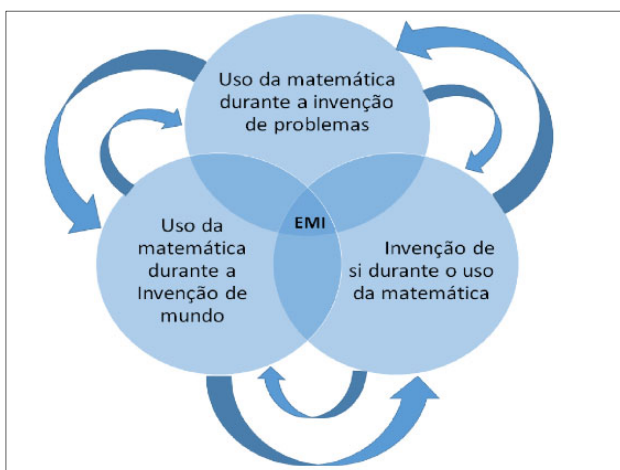 Uso da matemática
durante a invenção
de problemas
EMI
Uso da
matemática
durante a
Invenção de
mundo
Invenção de
si durante o uso
da matemática